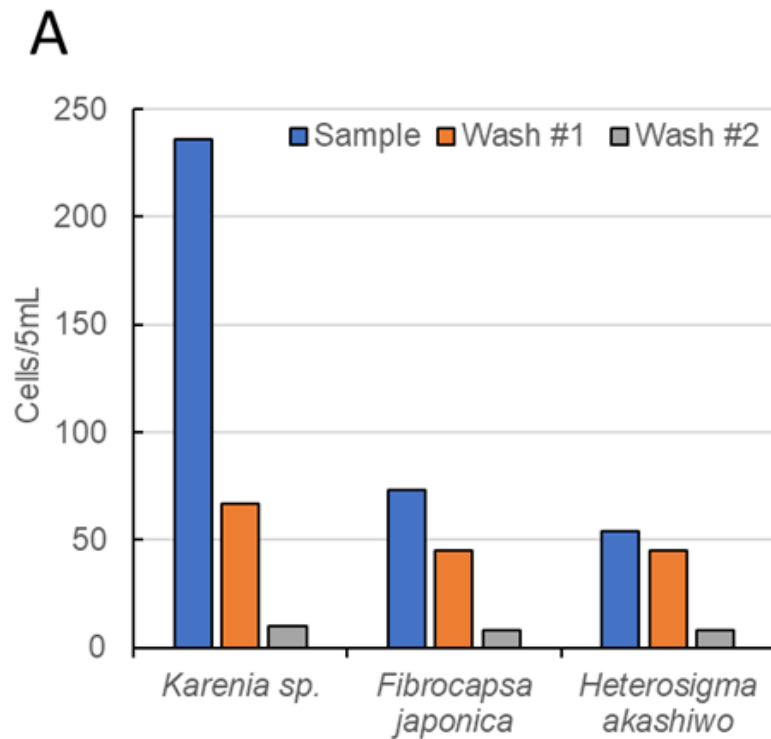 A
250
Sample Wash #1 Wash #2
200
150
Cells/5mL
100
50
0
Karenia sp. Fibrocapsa Heterosigma
japonica akashiwo